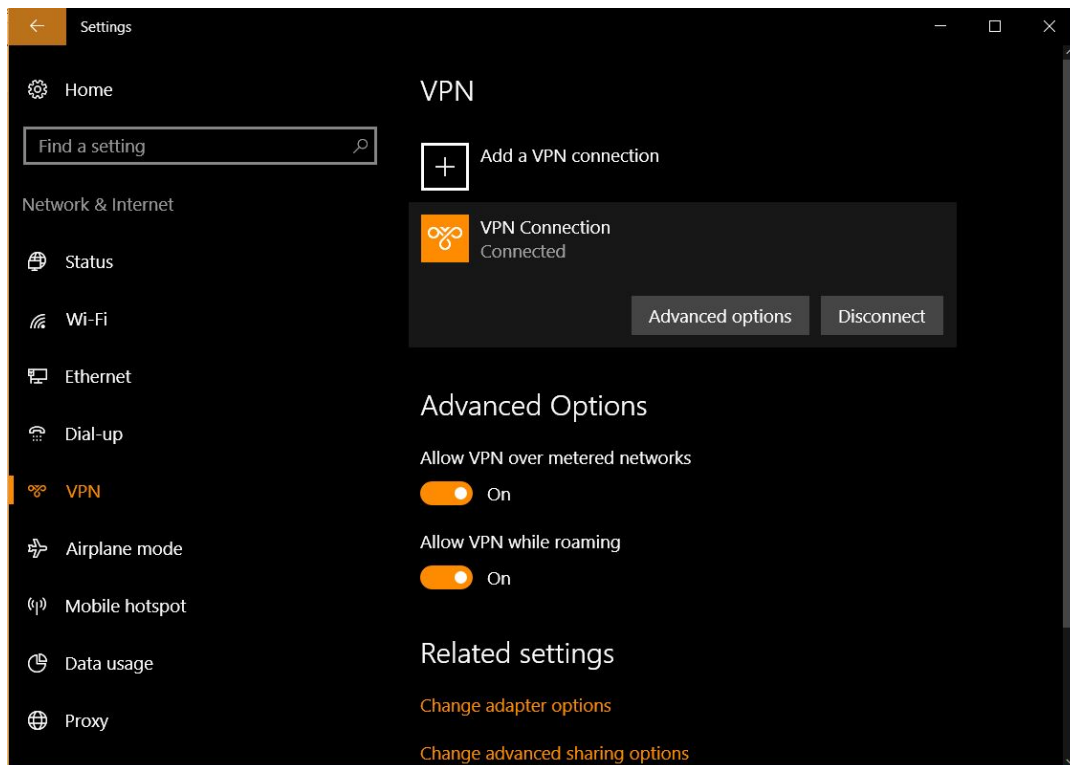 Settings
Home
Find a setting
Network & Internet
Status
Wi-Fi
Ethernet
Dial-up
VPN
Airplane mode
Mobile hotspot
Data usage
Proxy
VPN
Add a VPN connection
VPN Connection
Connected
Advanced options
Disconnect
Advanced Options
Allow VPN over metered networks
On
Allow VPN while roaming
On
Related settings
Change adapter options
Change advanced sharing options